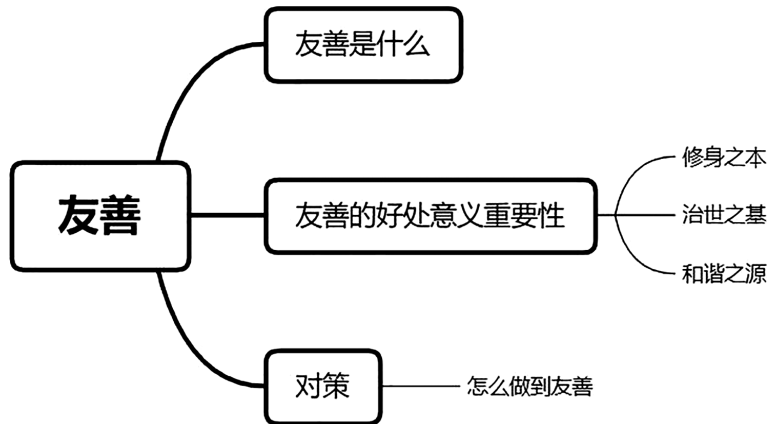 友善
友善是什么
友善的好处意义重要性
修身之本
治世之基
和谐之源
对策
怎么做到友善